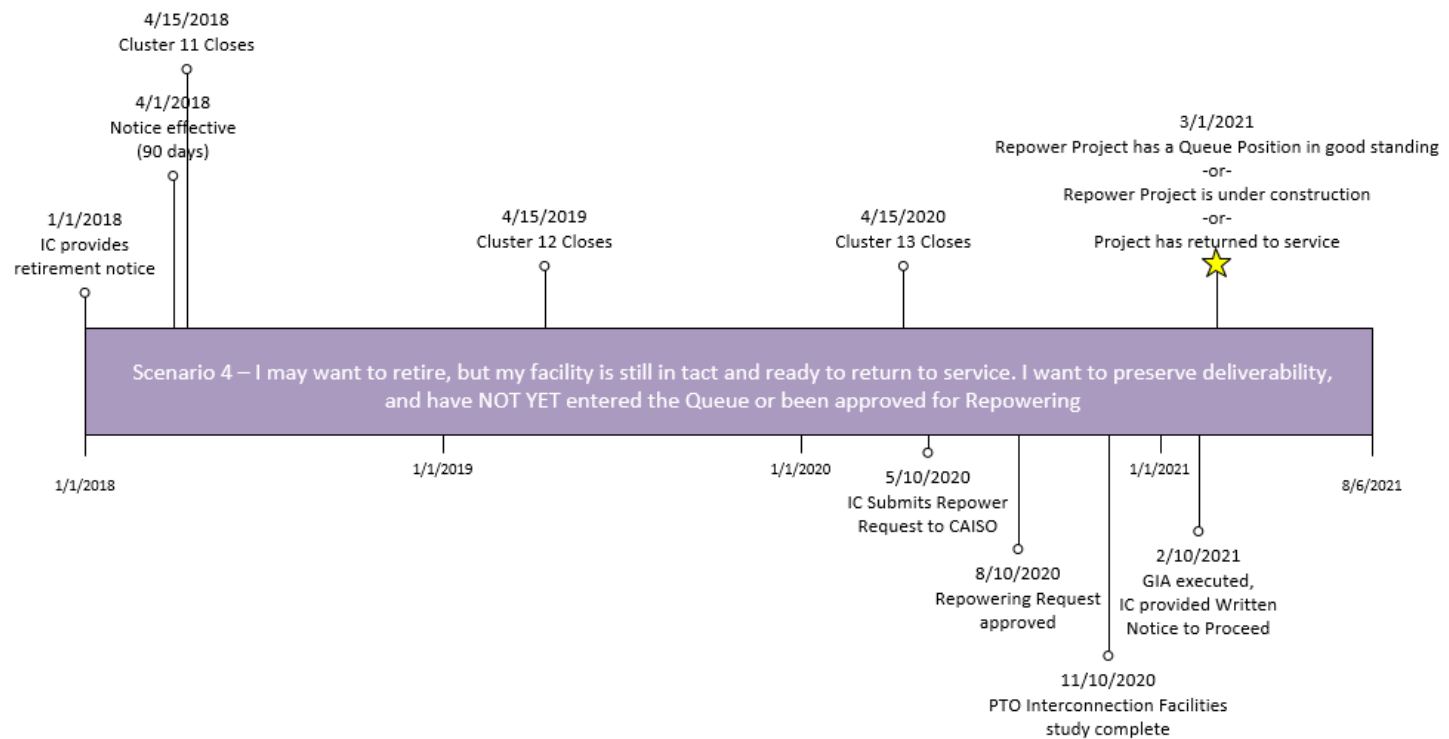 4/15/2018
Cluster 11 Closes
4/1/2018
Notice effective
(90 days)
1/1/2018
IC provides
retirement notice
4/15/2019
Cluster 12 Closes
4/15/2020
Cluster 13 Closes
3/1/2021
Repower Project has a Queue Position in good standing
-or-
Repower Project is under construction
-or-
Project has returned to service
Scenario 4 – I may want to retire, but my facility is still in tact and ready to return to service. I want to preserve deliverability,
and have NOT YET entered the Queue or been approved for Repowering
1/1/2018
1/1/2019
1/1/2020
1/1/2021
8/6/2021
5/10/2020
IC Submits Repower
Request to CAISO
8/10/2020
Repowering Request
approved
11/10/2020
PTO Interconnection Facilities
study complete
2/10/2021
GIA executed,
IC provided Written
Notice to Proceed